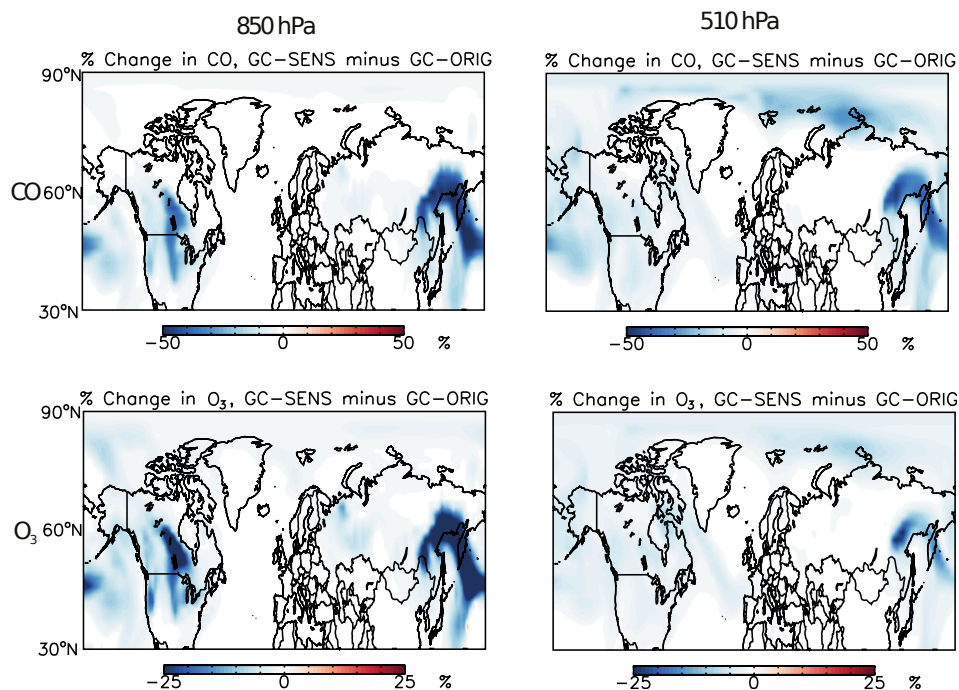 850 hPa
510 hPa
% Change in CO, GC-SENS minus GC-ORIG
% Change in CO, GC-SENS minus GC-ORIG
90°N
CO
60°N
30°N
-50 0 50 %
-50 0 50 %
% Change in O₃, GC-SENS minus GC-ORIG
% Change in O₃, GC-SENS minus GC-ORIG
90°N
O₃
60°N
30°N
-25 0 25 %
-25 0 25 %